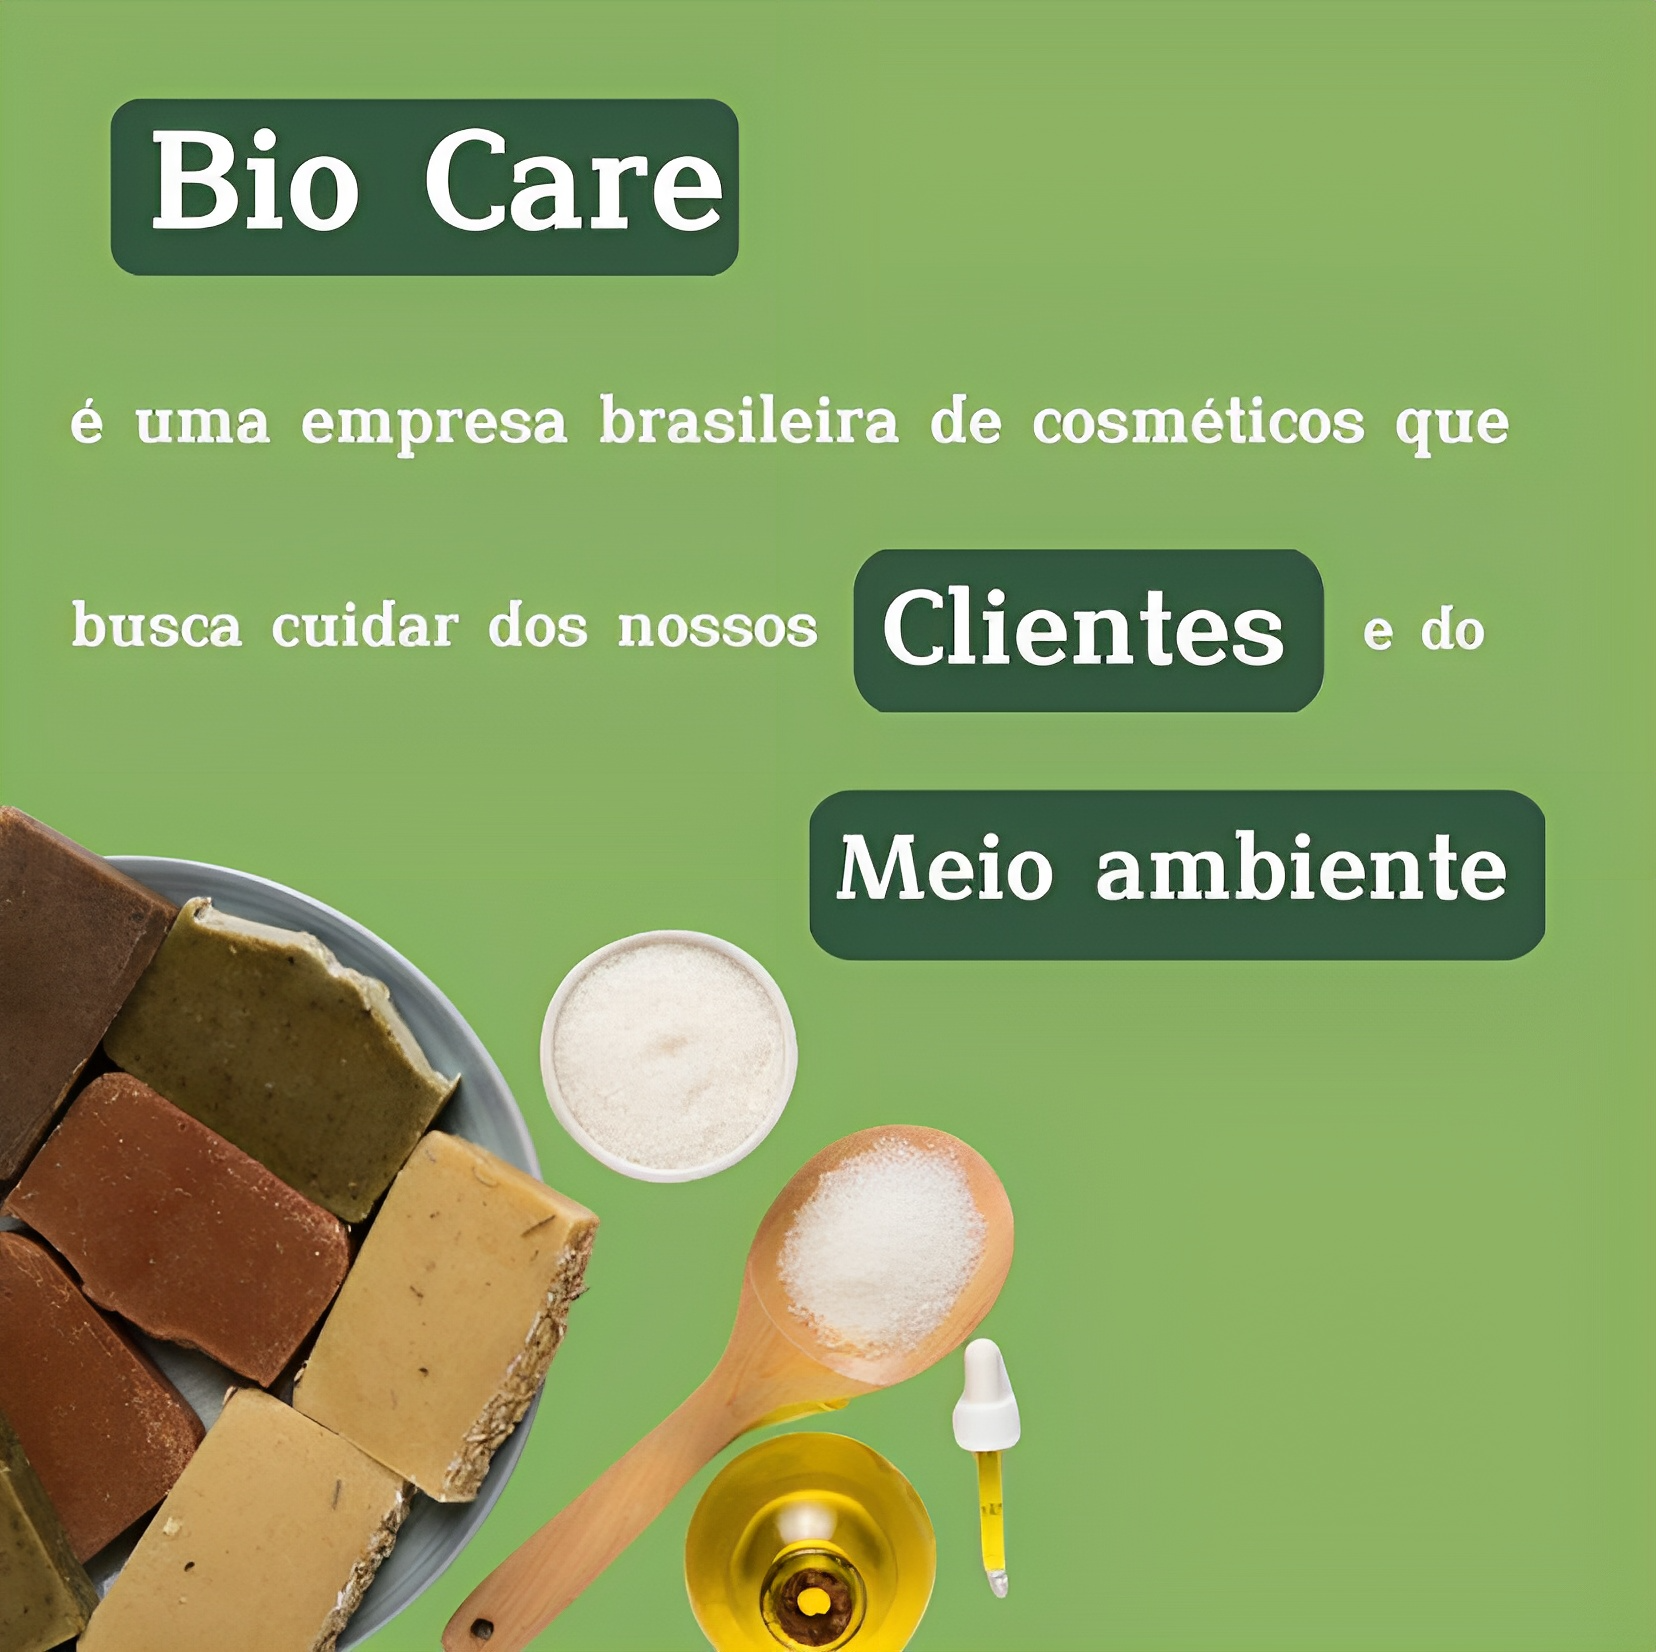 Bio Care
é uma empresa brasileira de cosméticos que
busca cuidar dos nossos Clientes e do
Meio ambiente